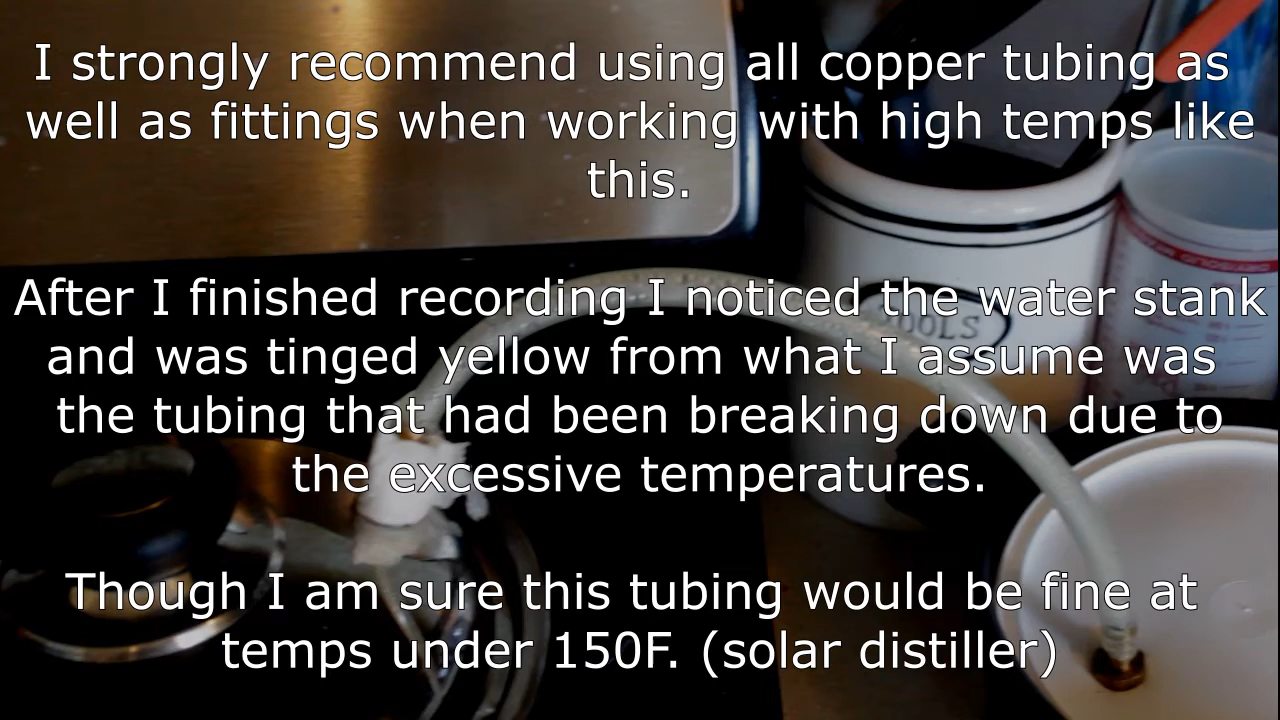 I strongly recommend using all copper tubing as
well as fittings when working with high temps like
this.
After I finished recording I noticed the water stank
and was tinged yellow from what I assume was
the tubing that had been breaking down due to
the excessive temperatures.
Though I am sure this tubing would be fine at
temps under 150F. (solar distiller)